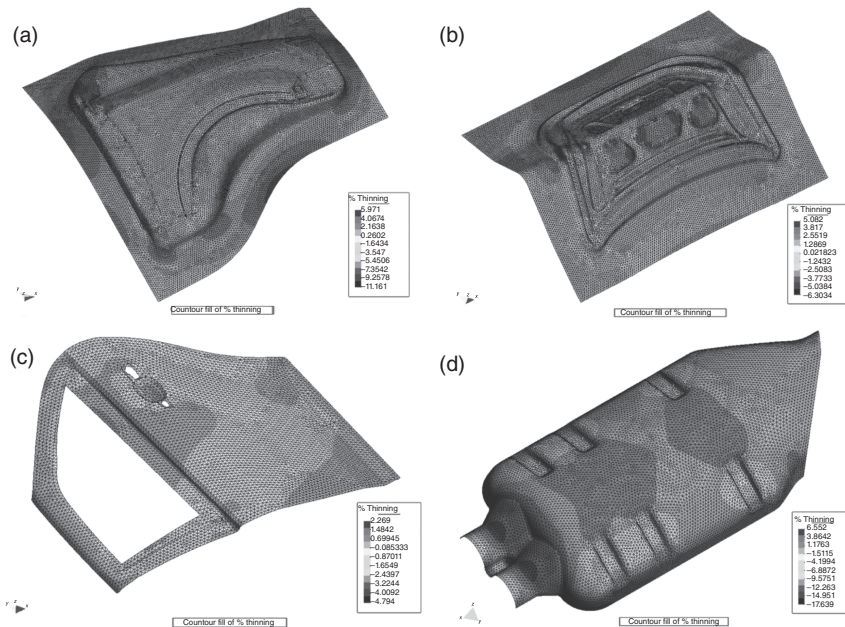 (a)
% Thinning
5.971
4.0674
2.1638
0.2602
−1.6434
−3.547
−5.4506
−7.3542
−9.2578
−11.161
y z x
Countour fill of % thinning
(b)
% Thinning
5.082
3.817
2.5519
1.2869
0.021823
−1.2432
−2.5083
−3.7733
−5.0384
−6.3034
y z x
Countour fill of % thinning
(c)
% Thinning
2.269
1.4842
0.69945
−0.085333
−0.87011
−1.6549
−2.4397
−3.2244
−4.0092
−4.794
y z x
Countour fill of % thinning
(d)
% Thinning
6.552
3.8642
1.1763
−1.5115
−4.1994
−6.8872
−9.5751
−12.263
−14.951
−17.639
z
x y
Countour fill of % thinning